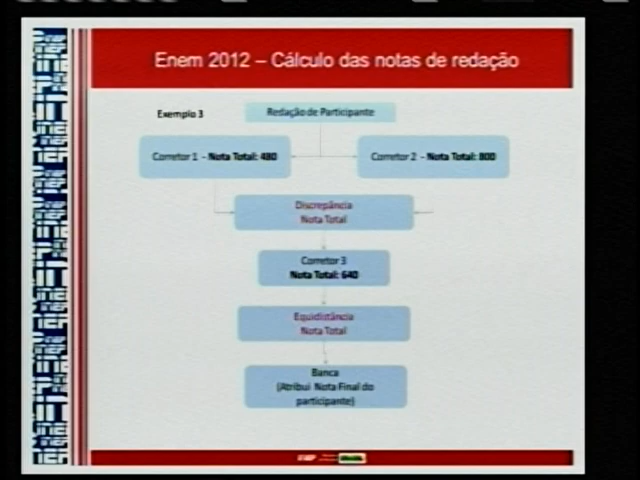 Enem 2012 – Cálculo das notas de redação
Exemplo 3
Redação de Participante
Corretor 1 - Nota Total: 480
Corretor 2 - Nota Total: 800
Discrepância
Nota Total
Corretor 3
Nota Total: 640
Equidistância
Nota Total
Banca
(Atribui Nota Final do
participante)